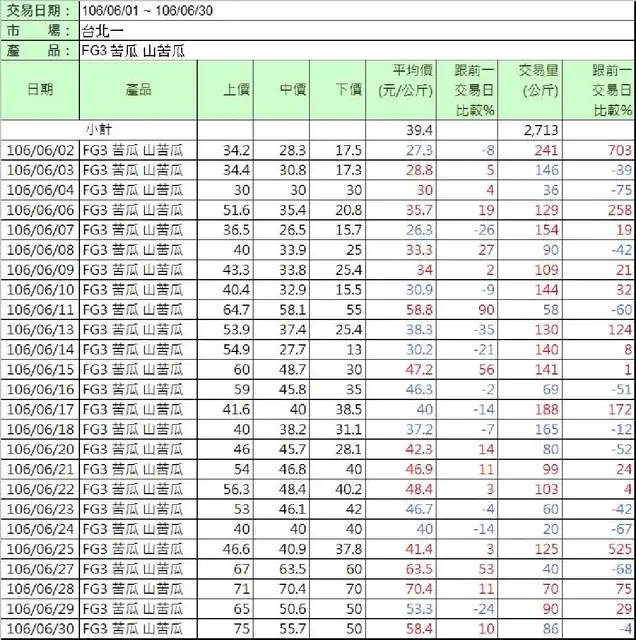 交易日期： 106/06/01 ~ 106/06/30
市　　場： 台北一
產　　品： FG3 苦瓜 山苦瓜
日期 產品 上價 中價 下價 平均價(元/公斤) 跟前一交易日比較% 交易量(公斤) 跟前一交易日比較%
小計 39.4 2,713
106/06/02 FG3 苦瓜 山苦瓜 34.2 28.3 17.5 27.3 -8 241 703
106/06/03 FG3 苦瓜 山苦瓜 34.4 30.8 17.3 28.8 5 146 -39
106/06/04 FG3 苦瓜 山苦瓜 30 30 30 30 4 36 -75
106/06/06 FG3 苦瓜 山苦瓜 51.6 35.4 20.8 35.7 19 129 258
106/06/07 FG3 苦瓜 山苦瓜 36.5 26.5 15.7 26.3 -26 154 19
106/06/08 FG3 苦瓜 山苦瓜 40 33.9 25 33.3 27 90 -42
106/06/09 FG3 苦瓜 山苦瓜 43.3 33.8 25.4 34 2 109 21
106/06/10 FG3 苦瓜 山苦瓜 40.4 32.9 15.5 30.9 -9 144 32
106/06/11 FG3 苦瓜 山苦瓜 64.7 58.1 55 58.8 90 58 -60
106/06/13 FG3 苦瓜 山苦瓜 53.9 37.4 25.4 38.3 -35 130 124
106/06/14 FG3 苦瓜 山苦瓜 54.9 27.7 13 30.2 -21 140 8
106/06/15 FG3 苦瓜 山苦瓜 60 48.7 30 47.2 56 141 1
106/06/16 FG3 苦瓜 山苦瓜 59 45.8 35 46.3 -2 69 -51
106/06/17 FG3 苦瓜 山苦瓜 41.6 40 38.5 40 -14 188 172
106/06/18 FG3 苦瓜 山苦瓜 40 38.2 31.1 37.2 -7 165 -12
106/06/20 FG3 苦瓜 山苦瓜 46 45.7 28.1 42.3 14 80 -52
106/06/21 FG3 苦瓜 山苦瓜 54 46.8 40 46.9 11 99 24
106/06/22 FG3 苦瓜 山苦瓜 56.3 48.4 40.2 48.4 3 103 4
106/06/23 FG3 苦瓜 山苦瓜 53 46.1 42 46.7 -4 60 -42
106/06/24 FG3 苦瓜 山苦瓜 40 40 40 40 -14 20 -67
106/06/25 FG3 苦瓜 山苦瓜 46.6 40.9 37.8 41.4 3 125 525
106/06/27 FG3 苦瓜 山苦瓜 67 63.5 60 63.5 53 40 -68
106/06/28 FG3 苦瓜 山苦瓜 71 70.4 70 70.4 11 70 75
106/06/29 FG3 苦瓜 山苦瓜 65 50.6 50 53.3 -24 90 29
106/06/30 FG3 苦瓜 山苦瓜 75 55.7 50 58.4 10 86 -4